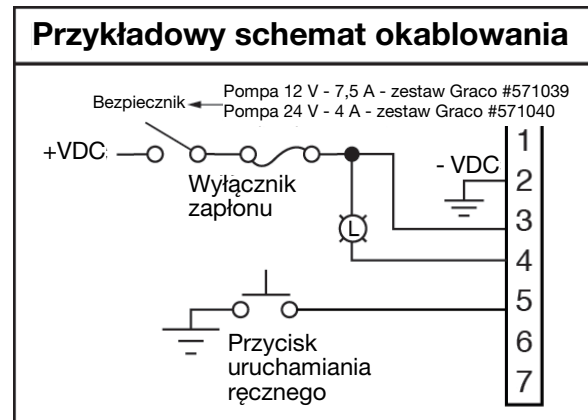 Przykładowy schemat okablowania
Pompa 12 V - 7,5 A - zestaw Graco #571039
Bezpiecznik
Pompa 24 V - 4 A - zestaw Graco #571040
+VDC
Wyłącznik
zapłonu
- VDC
L
1
2
3
4
5
6
7
Przycisk
uruchamiania
ręcznego